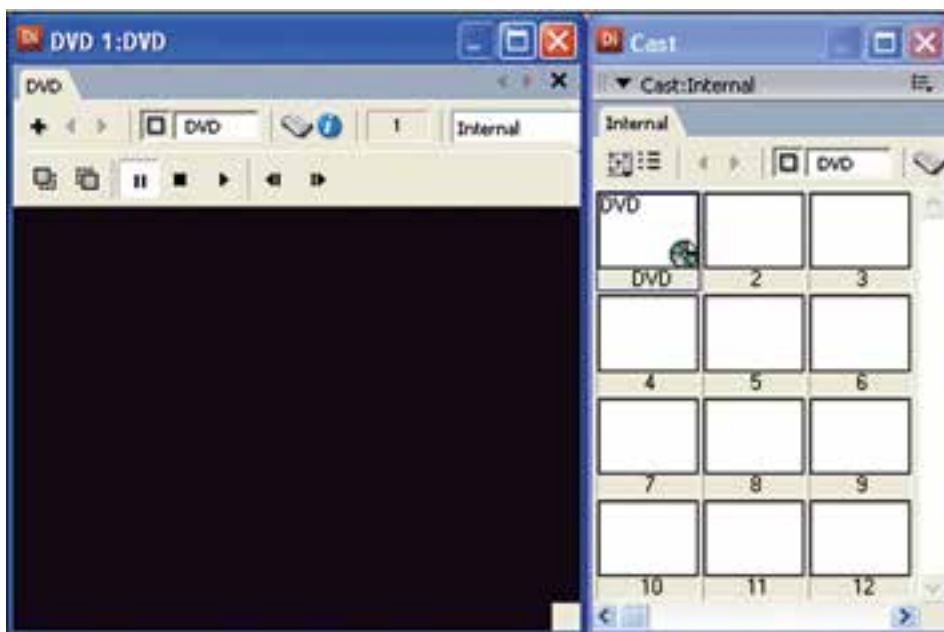 DVD 1:DVD
DVD
DVD
1
Internal
Di Cast
Cast:Internal
Internal
DVD
DVD
DVD
2
3
4
5
6
7
8
9
10
11
12